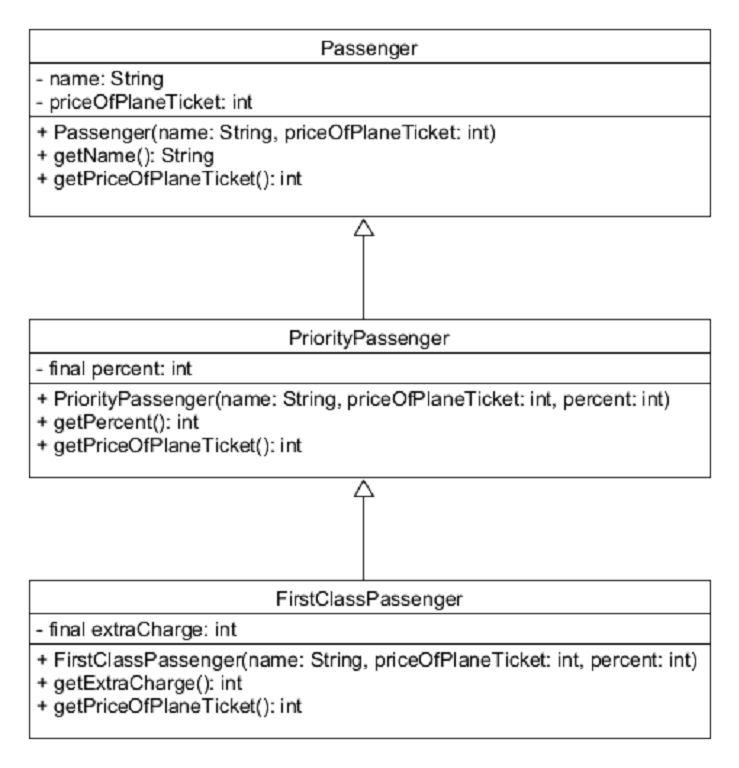 Passenger
- name: String
- priceOfPlaneTicket: int
+ Passenger(name: String, priceOfPlaneTicket: int)
+ getName(): String
+ getPriceOfPlaneTicket(): int
PriorityPassenger
- final percent: int
+ PriorityPassenger(name: String, priceOfPlaneTicket: int, percent: int)
+ getPercent(): int
+ getPriceOfPlaneTicket(): int
FirstClassPassenger
- final extraCharge: int
+ FirstClassPassenger(name: String, priceOfPlaneTicket: int, percent: int)
+ getExtraCharge(): int
+ getPriceOfPlaneTicket(): int